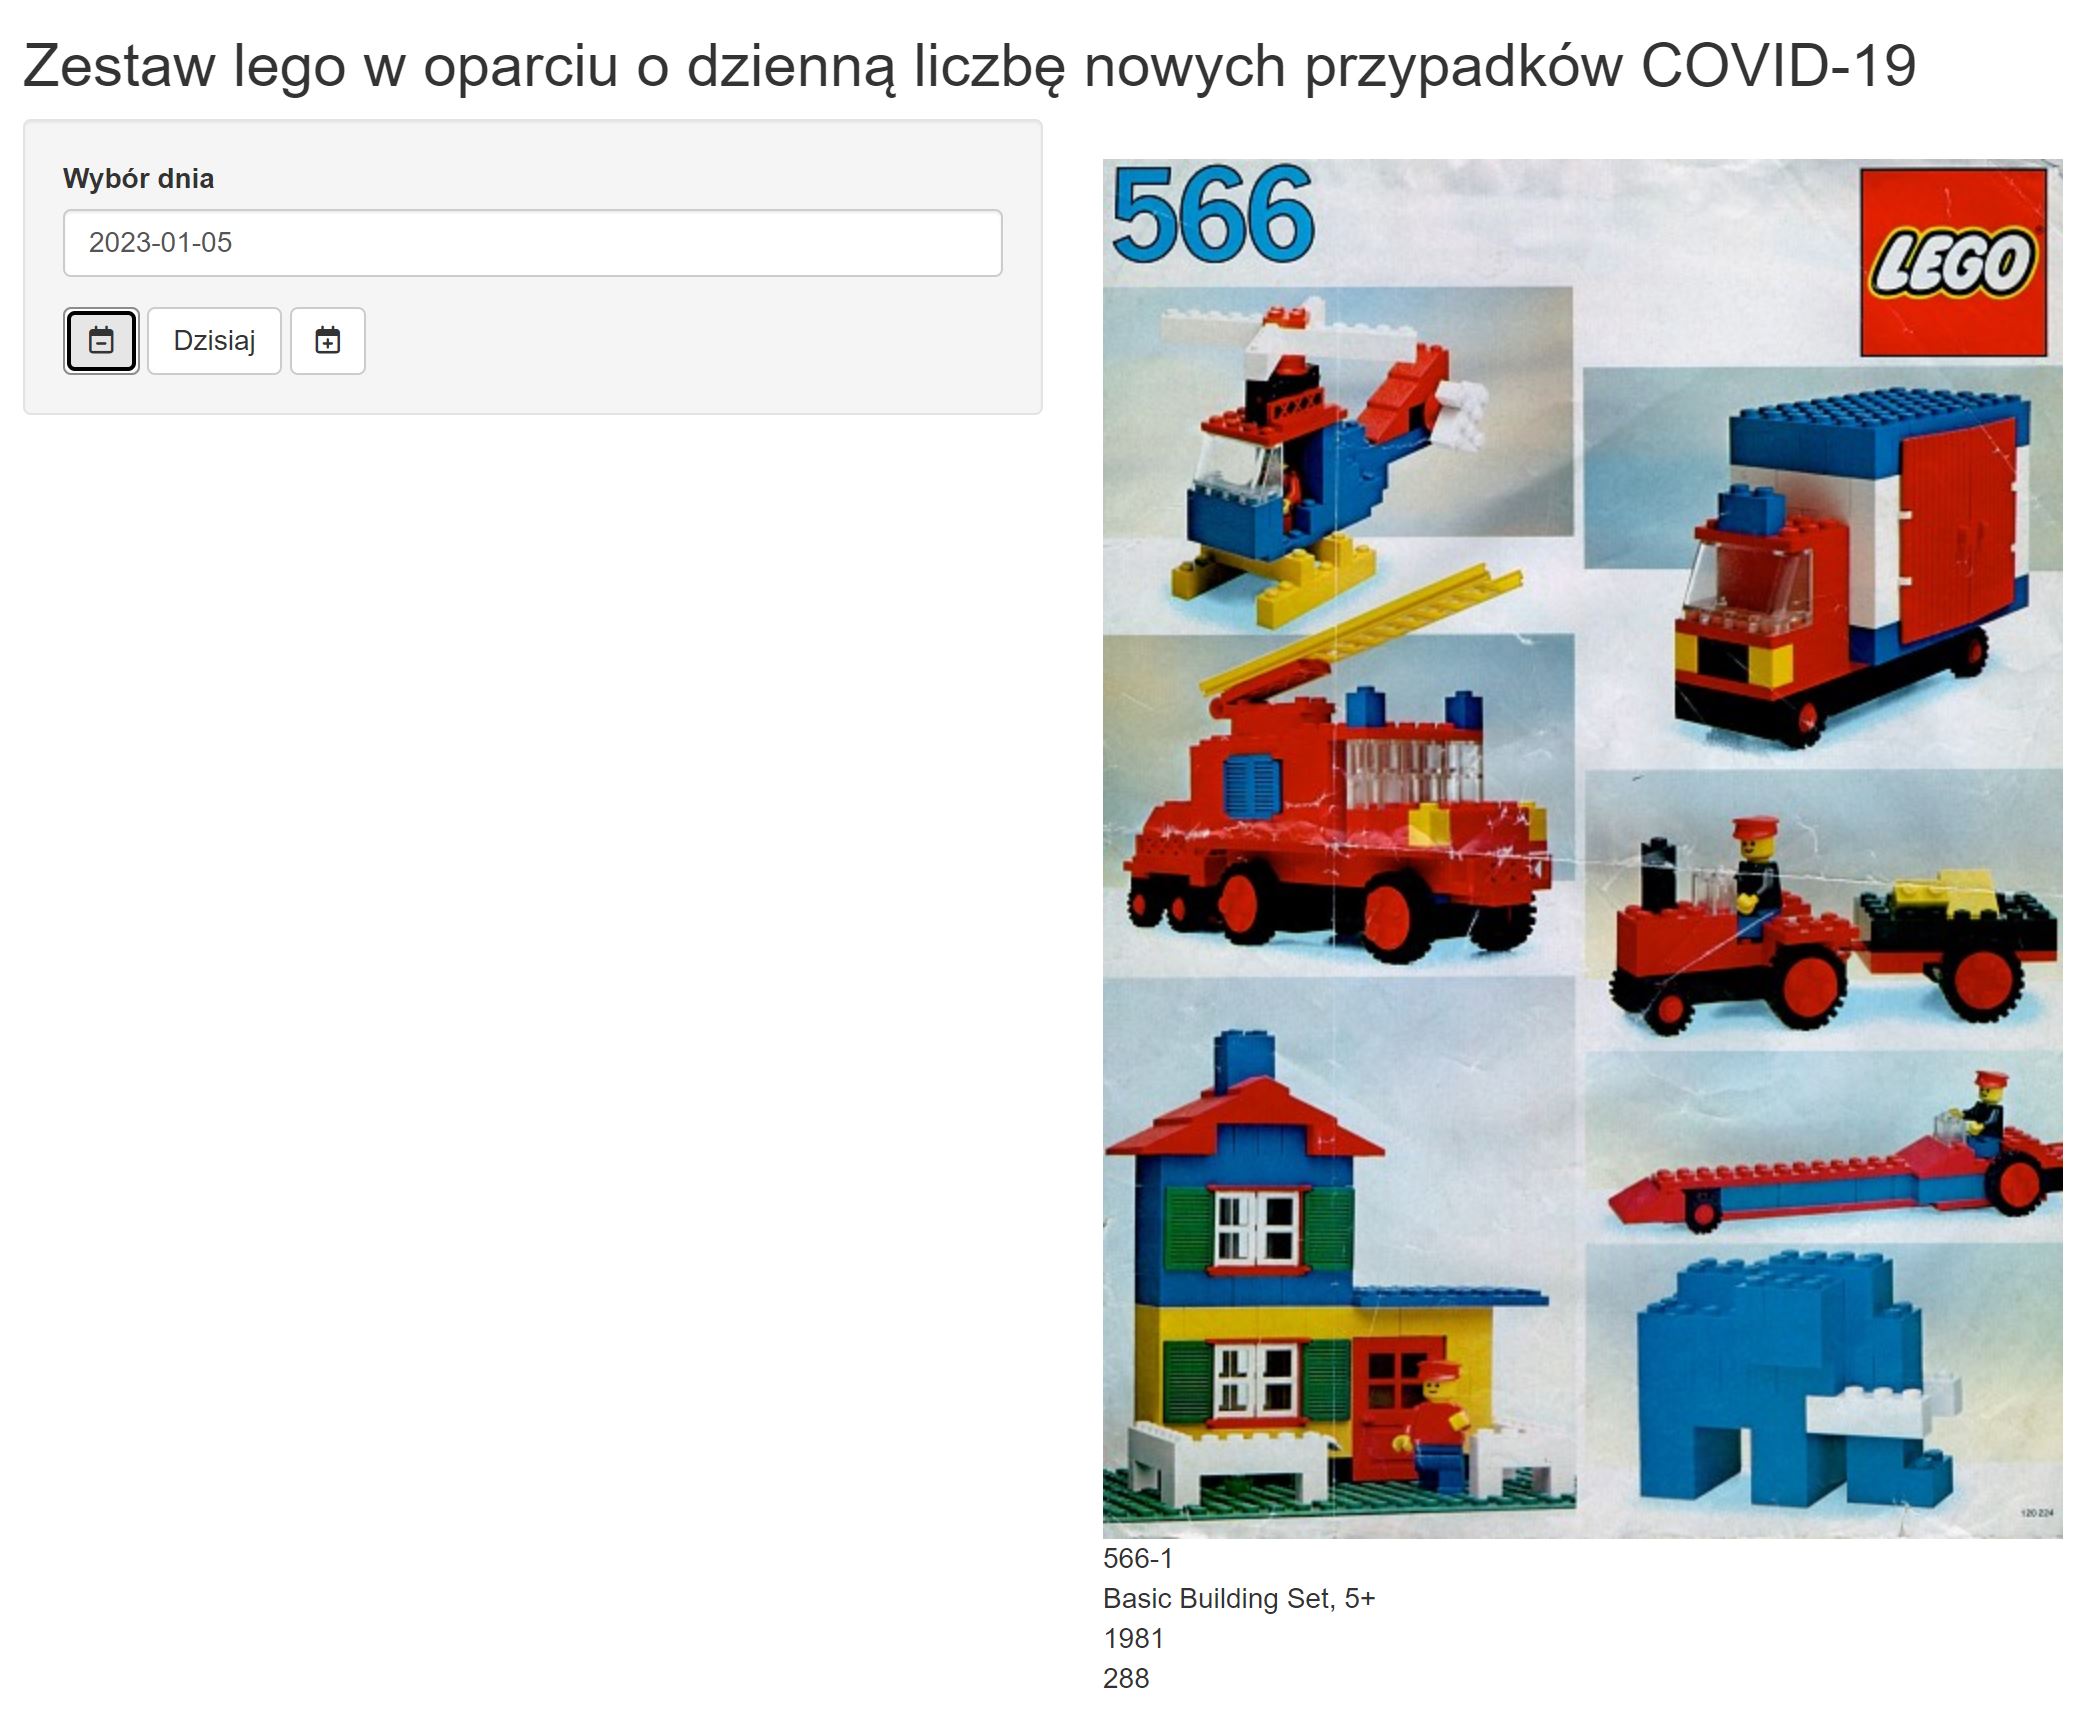 Zestaw lego w oparciu o dzienną liczbę nowych przypadków COVID-19
Wybór dnia
2023-01-05
Dzisiaj
566
LEGO
120 224
566-1
Basic Building Set, 5+
1981
288